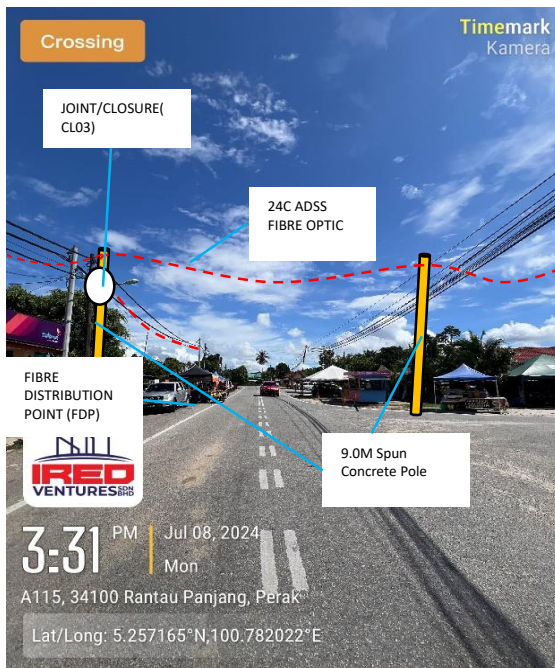 Crossing
Timemark
Kamera
JOINT/CLOSURE(
CL03)
24C ADSS
FIBRE OPTIC
FIBRE
DISTRIBUTION
POINT (FDP)
9.0M Spun
Concrete Pole
IRED
VENTURES SDN BHD
3:31 PM
Jul 08, 2024
Mon
A115, 34100 Rantau Panjang, Perak
Lat/Long: 5.257165°N,100.782022°E